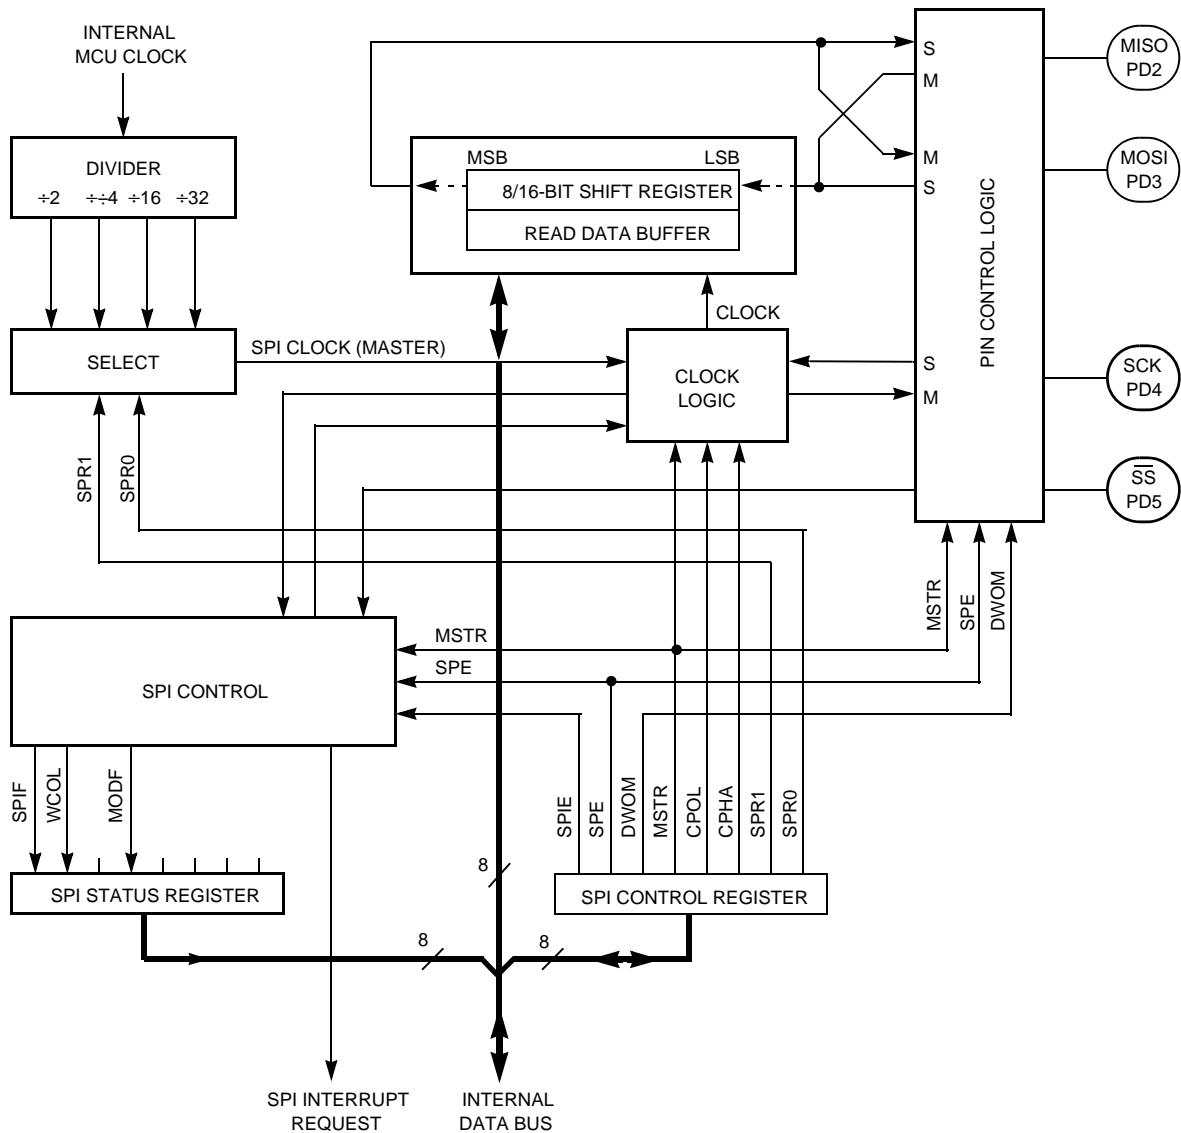 INTERNAL
MCU CLOCK
DIVIDER
÷2 ÷÷4 ÷16 ÷32
SELECT
SPI CLOCK (MASTER)
SPR1
SPR0
MSB LSB
8/16-BIT SHIFT REGISTER
READ DATA BUFFER
CLOCK
CLOCK
LOGIC
S
M
M
S
S
M
PIN CONTROL LOGIC
MISO
PD2
MOSI
PD3
SCK
PD4
SS
PD5
MSTR
SPE
DWOM
MSTR
SPE
SPI CONTROL
SPIF
WCOL
MODF
SPI STATUS REGISTER
8
SPIE
SPE
DWOM
MSTR
CPOL
CPHA
SPR1
SPR0
SPI CONTROL REGISTER
8
8
SPI INTERRUPT
REQUEST
INTERNAL
DATA BUS